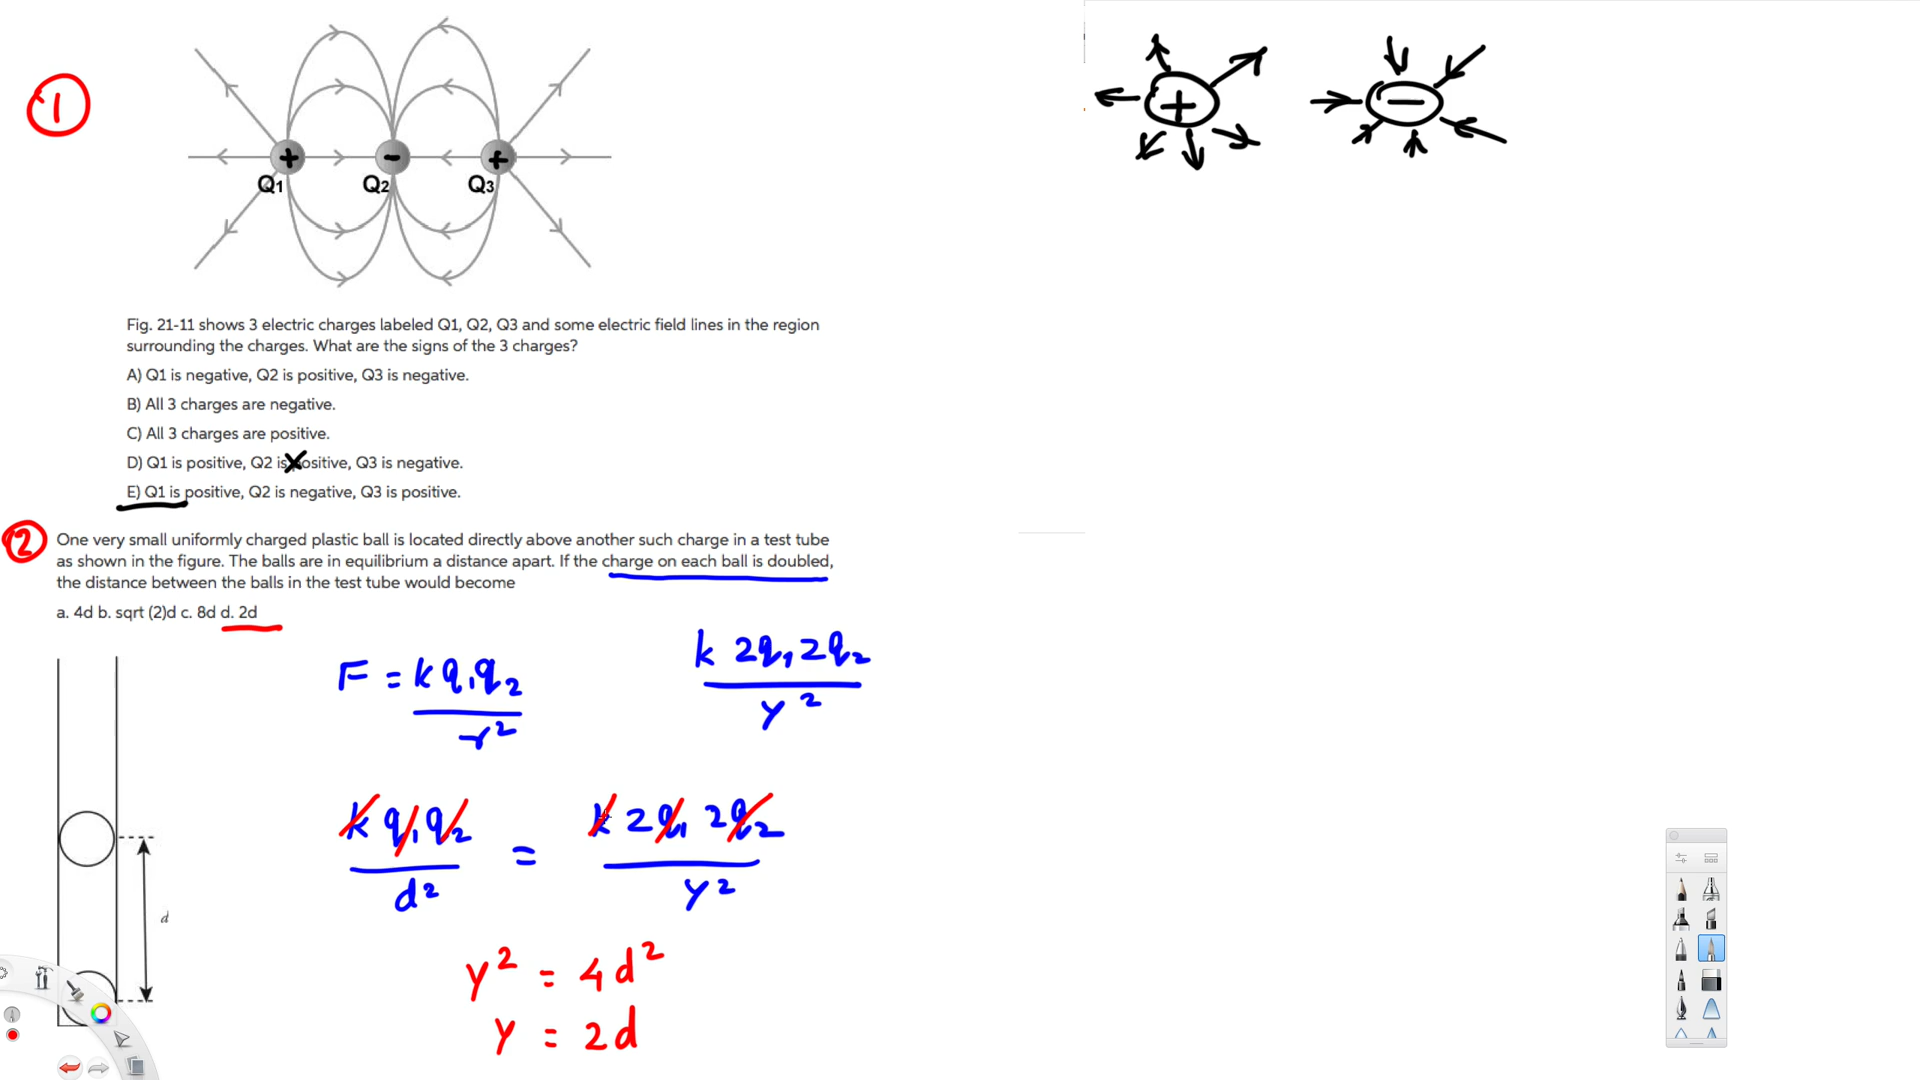 1
+ - +
Q1 Q2 Q3
+ -
Fig. 21-11 shows 3 electric charges labeled Q1, Q2, Q3 and some electric field lines in the region
surrounding the charges. What are the signs of the 3 charges?
A) Q1 is negative, Q2 is positive, Q3 is negative.
B) All 3 charges are negative.
C) All 3 charges are positive.
D) Q1 is positive, Q2 is positive, Q3 is negative.
E) Q1 is positive, Q2 is negative, Q3 is positive.
2
One very small uniformly charged plastic ball is located directly above another such charge in a test tube
as shown in the figure. The balls are in equilibrium a distance apart. If the charge on each ball is doubled,
the distance between the balls in the test tube would become
a. 4d b. sqrt (2)d c. 8d d. 2d
F = k q₁q₂ / r²
k 2q₁ 2q₂ / y²
k q₁q₂ / d² = k 2q₁ 2q₂ / y²
d
y² = 4d²
y = 2d